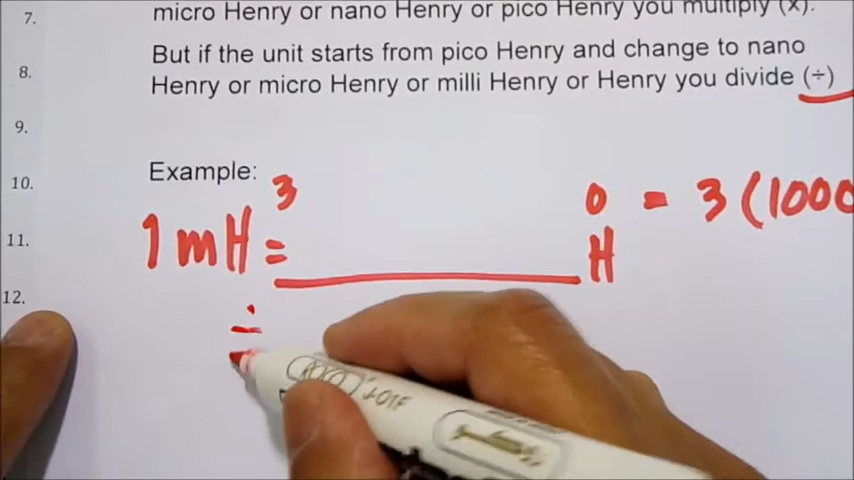 7. micro Henry or nano Henry or pico Henry you multiply (x).
8. But if the unit starts from pico Henry and change to nano
Henry or micro Henry or milli Henry or Henry you divide (÷)
9.
10. Example:
3 0 = 3 (1000
11. 1 mH = H
12.
÷